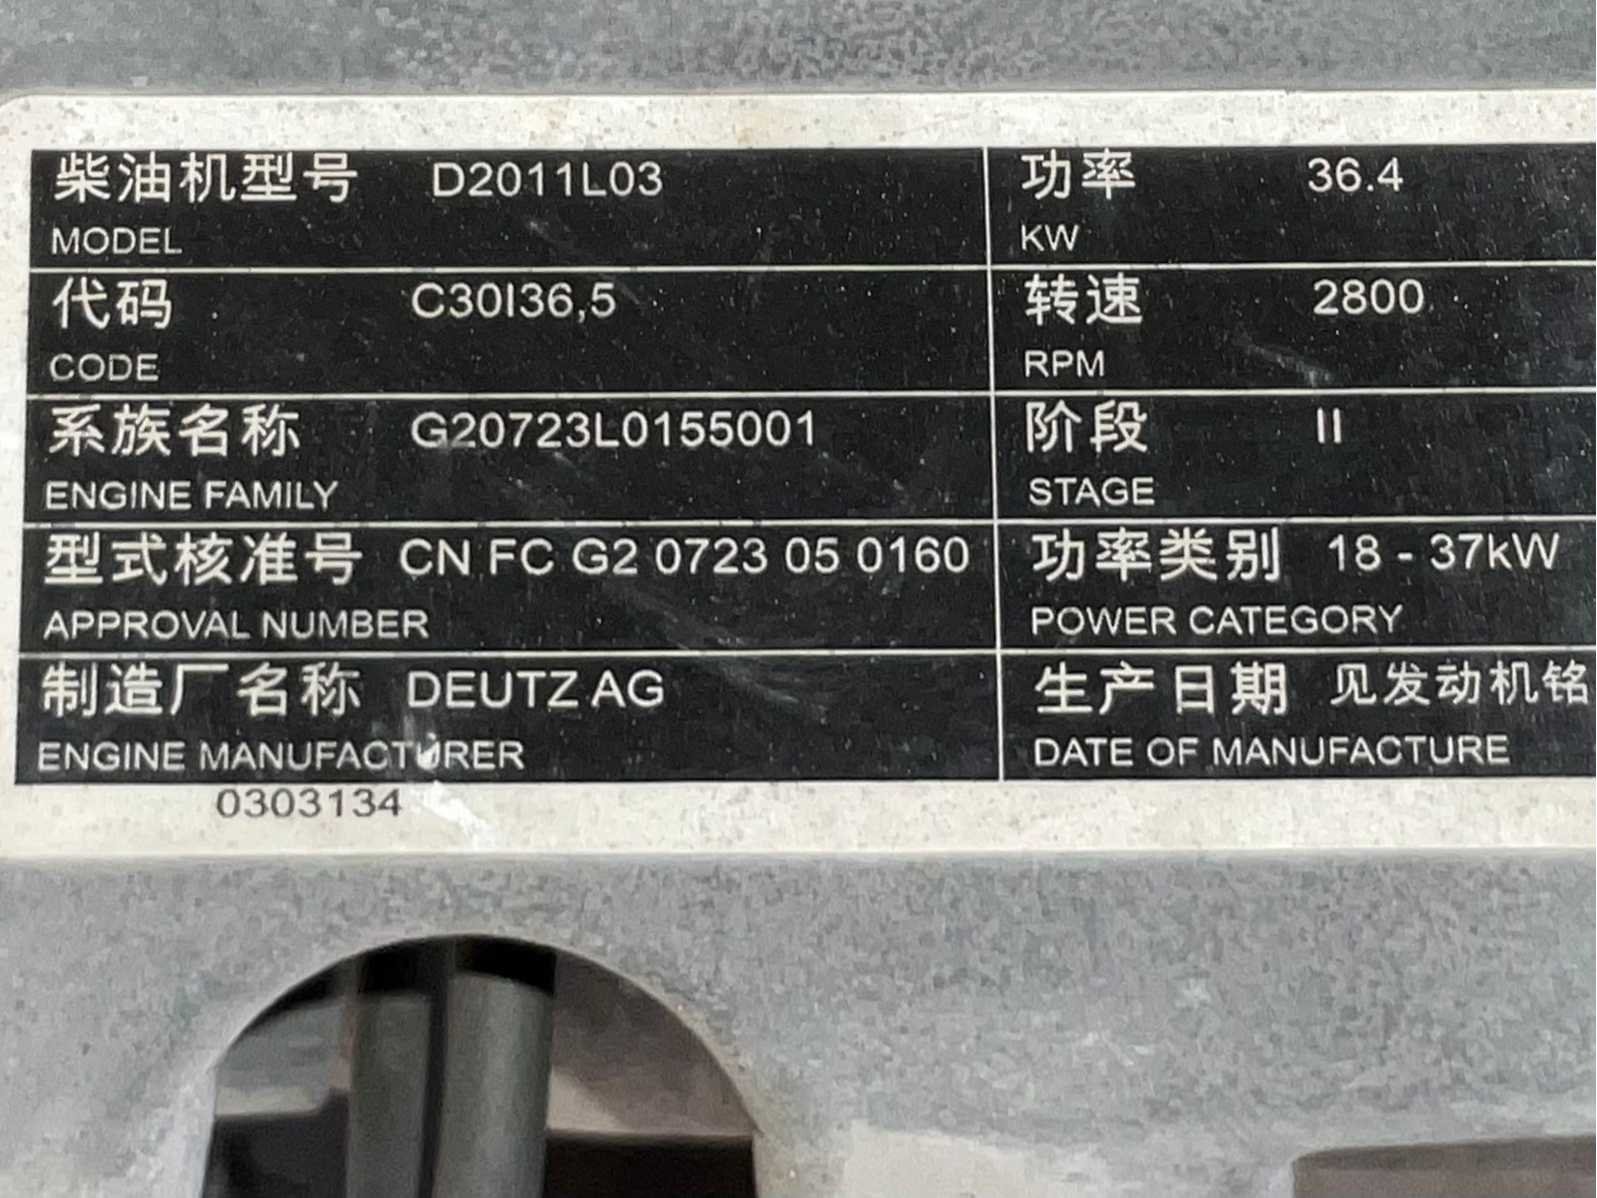 柴油机型号 D2011L03 功率 36.4
MODEL KW
代码 C30I36,5 转速 2800
CODE RPM
系族名称 G20723L0155001 阶段 II
ENGINE FAMILY STAGE
型式核准号 CN FC G2 0723 05 0160 功率类别 18 - 37kW
APPROVAL NUMBER POWER CATEGORY
制造厂名称 DEUTZ AG 生产日期 见发动机铭
ENGINE MANUFACTURER DATE OF MANUFACTURE
0303134